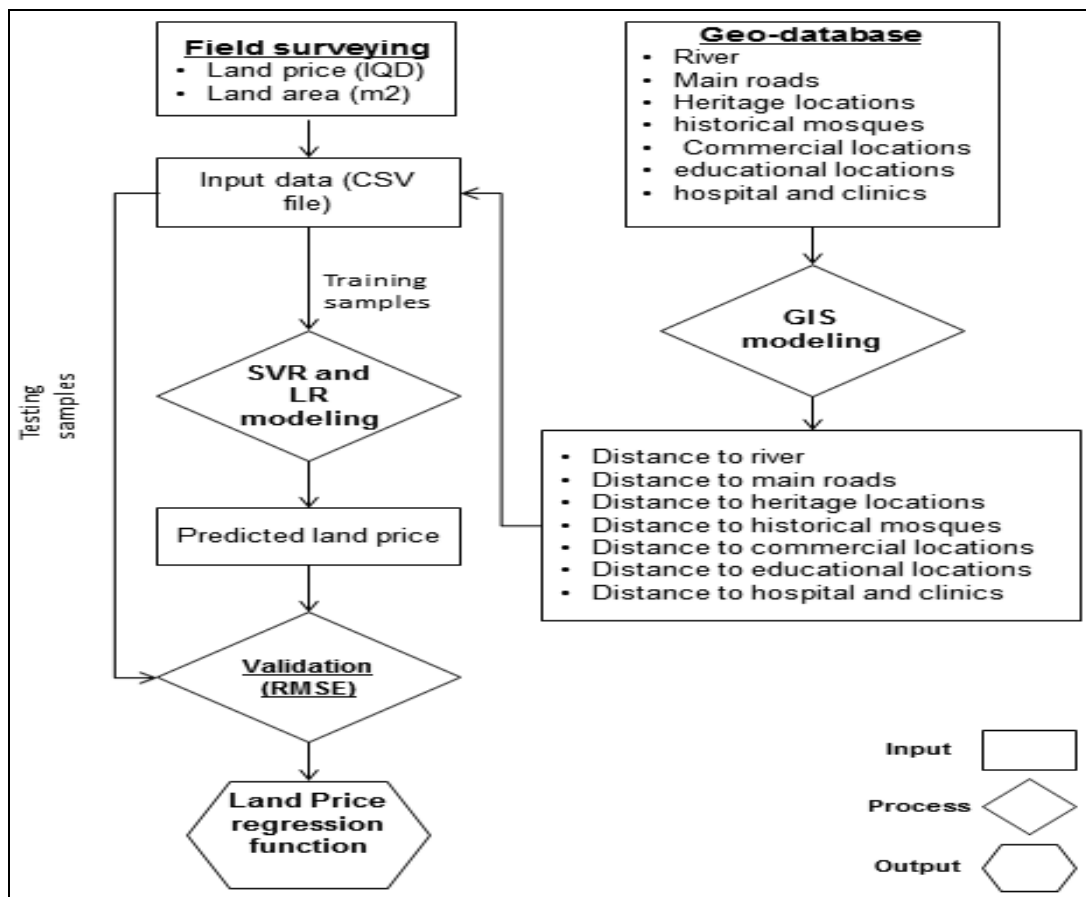 Field surveying
• Land price (IQD)
• Land area (m2)
Input data (CSV
file)
Training
samples
Testing
samples
SVR and
LR
modeling
Predicted land price
Validation
(RMSE)
Land Price
regression
function
Geo-database
• River
• Main roads
• Heritage locations
• historical mosques
• Commercial locations
• educational locations
• hospital and clinics
GIS
modeling
• Distance to river
• Distance to main roads
• Distance to heritage locations
• Distance to historical mosques
• Distance to commercial locations
• Distance to educational locations
• Distance to hospital and clinics
Input
Process
Output